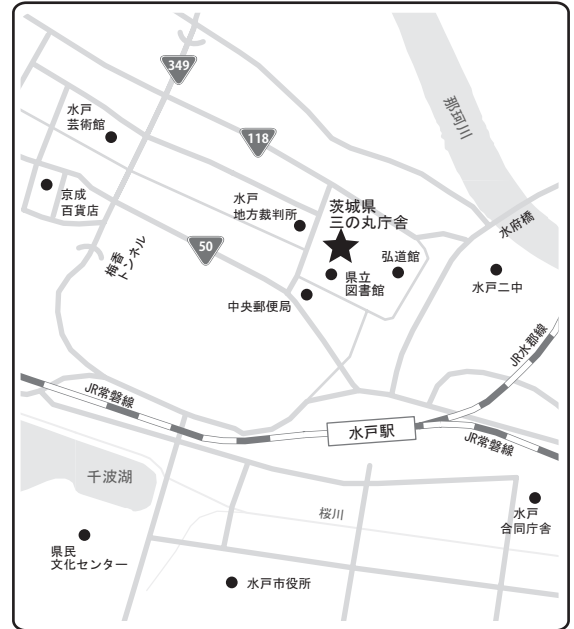 349
水戸
芸術館
118
那珂川
京成
百貨店
水戸
地方裁判所
茨城県
三の丸庁舎
水府橋
50
梅香
トンネル
弘道館
県立
図書館
水戸二中
中央郵便局
JR水郡線
JR常磐線
水戸駅
JR常磐線
千波湖
桜川
水戸
合同庁舎
県民
文化センター
水戸市役所